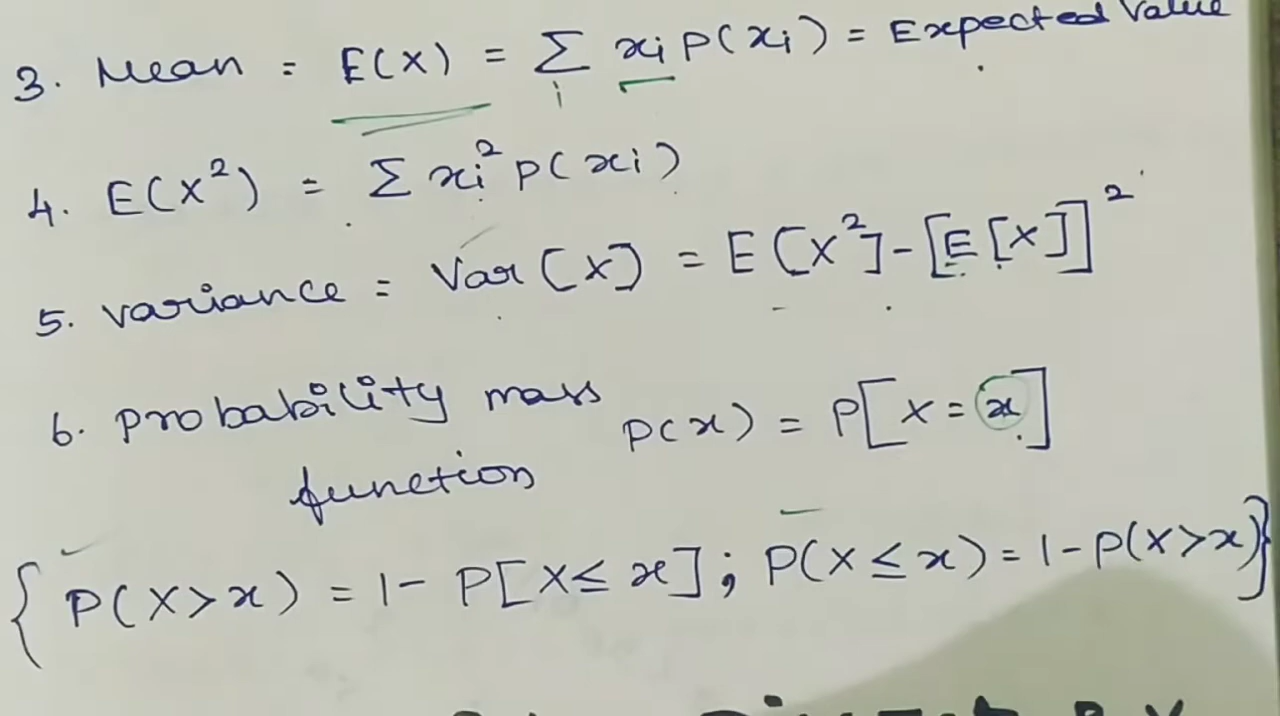 3. Mean = E(X) = Σ xi P(xi) = Expected Value
i
4. E(X²) = Σ xi² P(xi)
5. variance = Var[X] = E[X²]-[E[X]]²
6. probability mass
function
P(x) = P[X = x]
{P(X>x) = 1- P[X≤ x]; P(X≤x) = 1-P(X>x)}